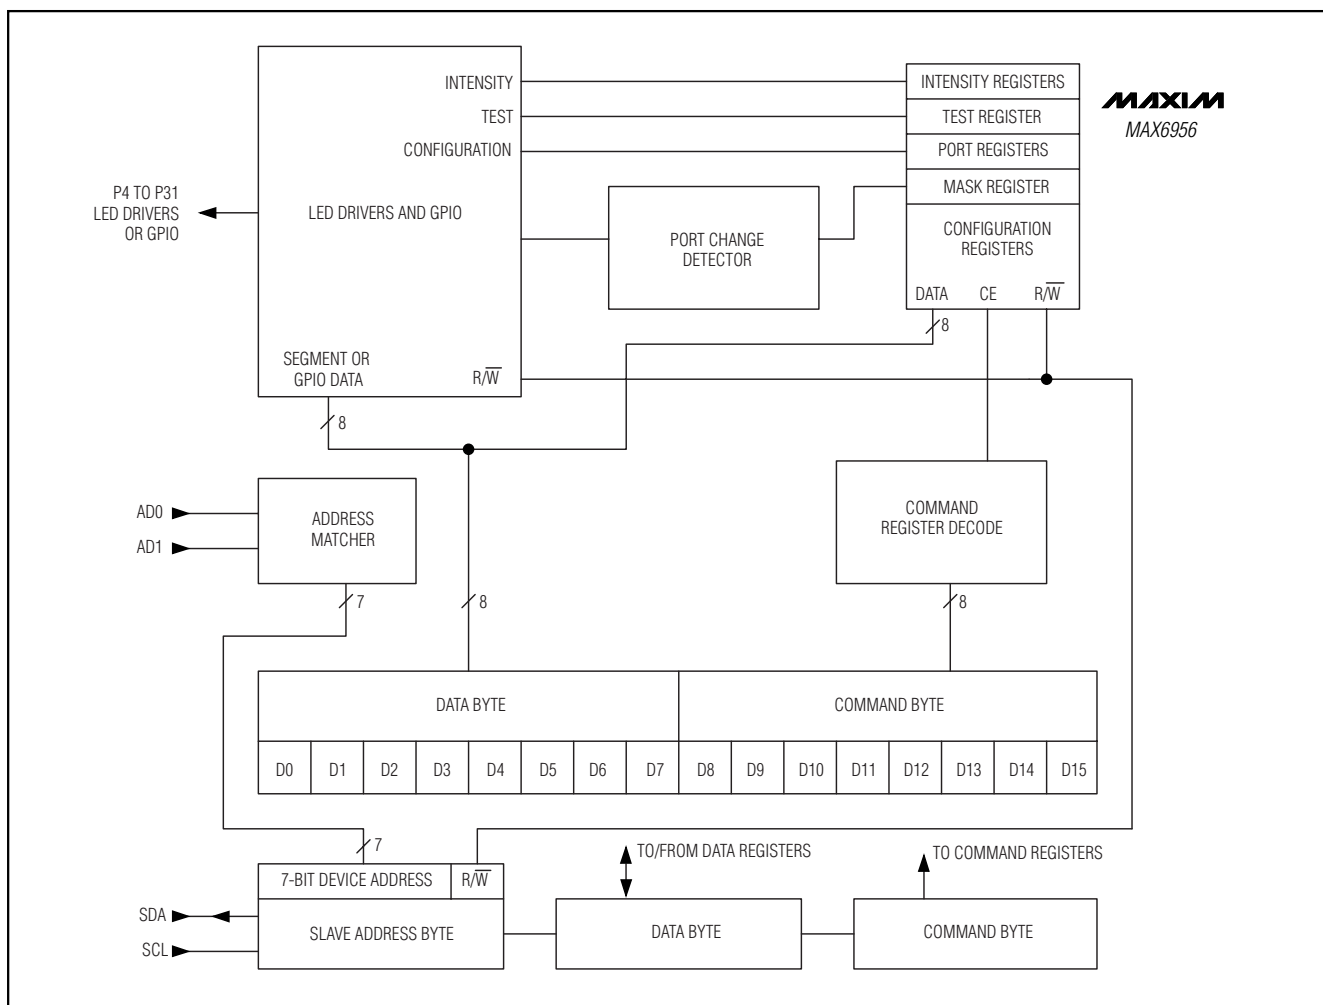 INTENSITY
TEST
CONFIGURATION
LED DRIVERS AND GPIO
SEGMENT OR
GPIO DATA
R/W̅
P4 TO P31
LED DRIVERS
OR GPIO
PORT CHANGE
DETECTOR
INTENSITY REGISTERS
TEST REGISTER
PORT REGISTERS
MASK REGISTER
CONFIGURATION
REGISTERS
DATA CE R/W̅
MAXIM
MAX6956
8
8
AD0
AD1
ADDRESS
MATCHER
COMMAND
REGISTER DECODE
7
8
8
DATA BYTE COMMAND BYTE
D0 D1 D2 D3 D4 D5 D6 D7 D8 D9 D10 D11 D12 D13 D14 D15
7
TO/FROM DATA REGISTERS
TO COMMAND REGISTERS
7-BIT DEVICE ADDRESS R/W̅
SDA
SCL
SLAVE ADDRESS BYTE
DATA BYTE
COMMAND BYTE